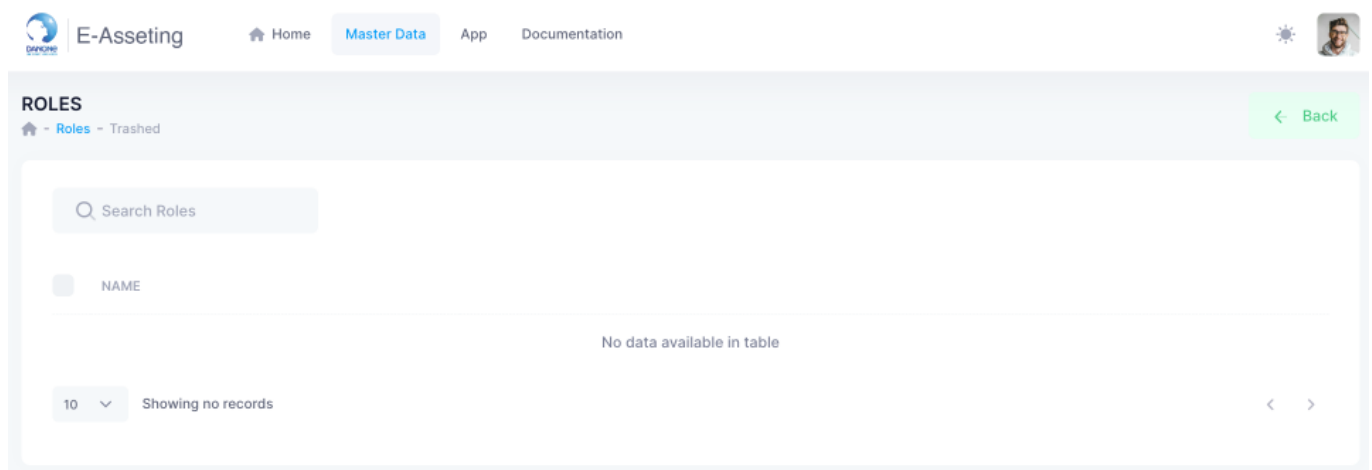 DANONE
E-Asseting
Home
Master Data
App
Documentation
ROLES
- Roles - Trashed
Back
Search Roles
NAME
No data available in table
10
Showing no records